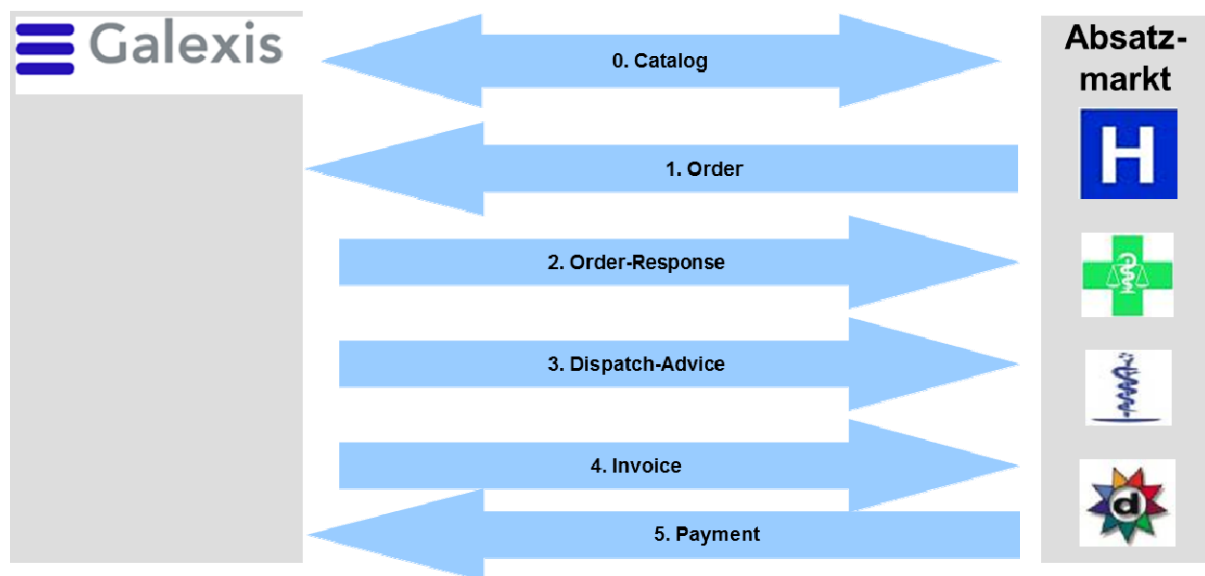 Galexis
Absatz-
markt
0. Catalog
H
1. Order
2. Order-Response
3. Dispatch-Advice
4. Invoice
d
5. Payment